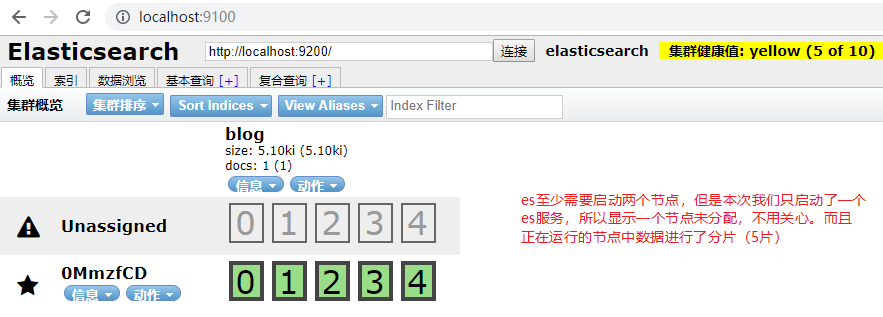 localhost:9100
Elasticsearch http://localhost:9200/ 连接 elasticsearch 集群健康值: yellow (5 of 10)
概览 索引 数据浏览 基本查询 [+] 复合查询 [+]
集群概览 集群排序 Sort Indices View Aliases Index Filter
blog
size: 5.10ki (5.10ki)
docs: 1 (1)
信息 动作
Unassigned 0 1 2 3 4
es至少需要启动两个节点，但是本次我们只启动了一个
es服务，所以显示一个节点未分配，不用关心。而且
正在运行的节点中数据进行了分片（5片）
0MmzfCD 0 1 2 3 4
信息 动作